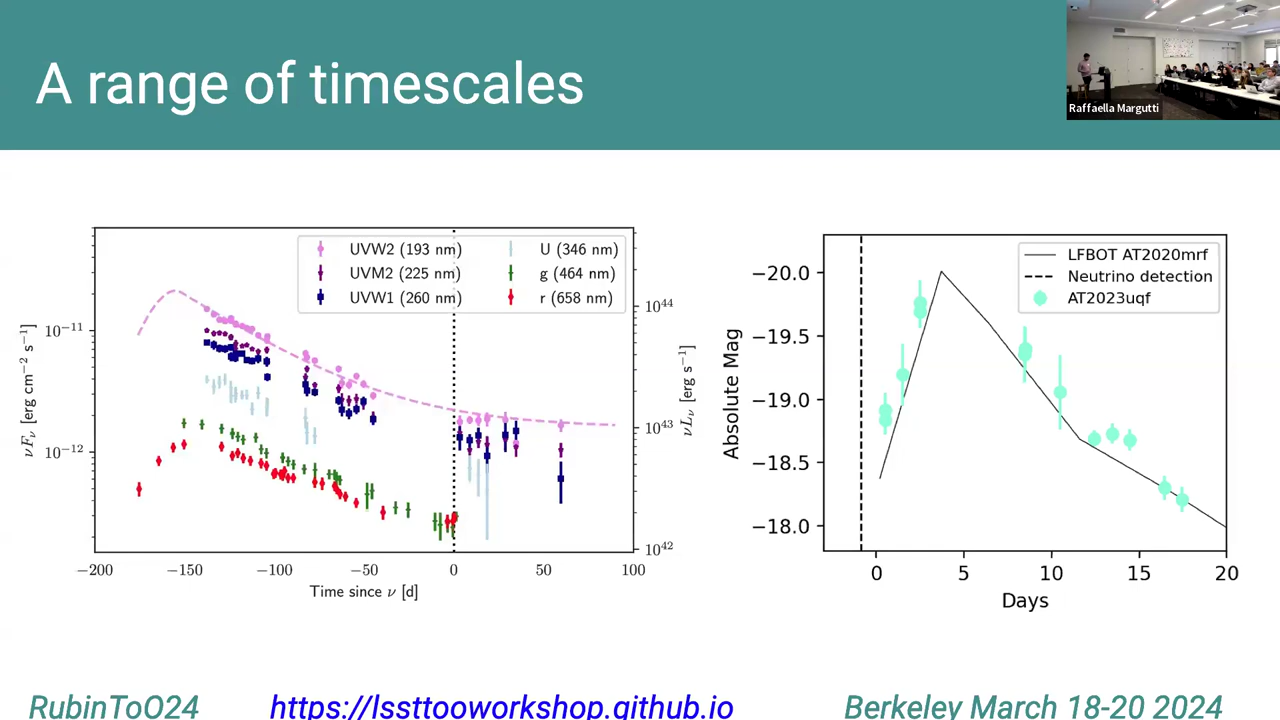 A range of timescales
Raffaella Margutti
UVW2 (193 nm)
UVM2 (225 nm)
UVW1 (260 nm)
U (346 nm)
g (464 nm)
r (658 nm)
10⁻¹¹
10⁻¹²
νFν [erg cm⁻² s⁻¹]
10⁴⁴
10⁴³
10⁴²
νLν [erg s⁻¹]
−200 −150 −100 −50 0 50 100
Time since ν [d]
LFBOT AT2020mrf
Neutrino detection
AT2023uqf
−20.0
−19.5
−19.0
−18.5
−18.0
Absolute Mag
0 5 10 15 20
Days
RubinToO24
https://lssttooworkshop.github.io
Berkeley March 18-20 2024